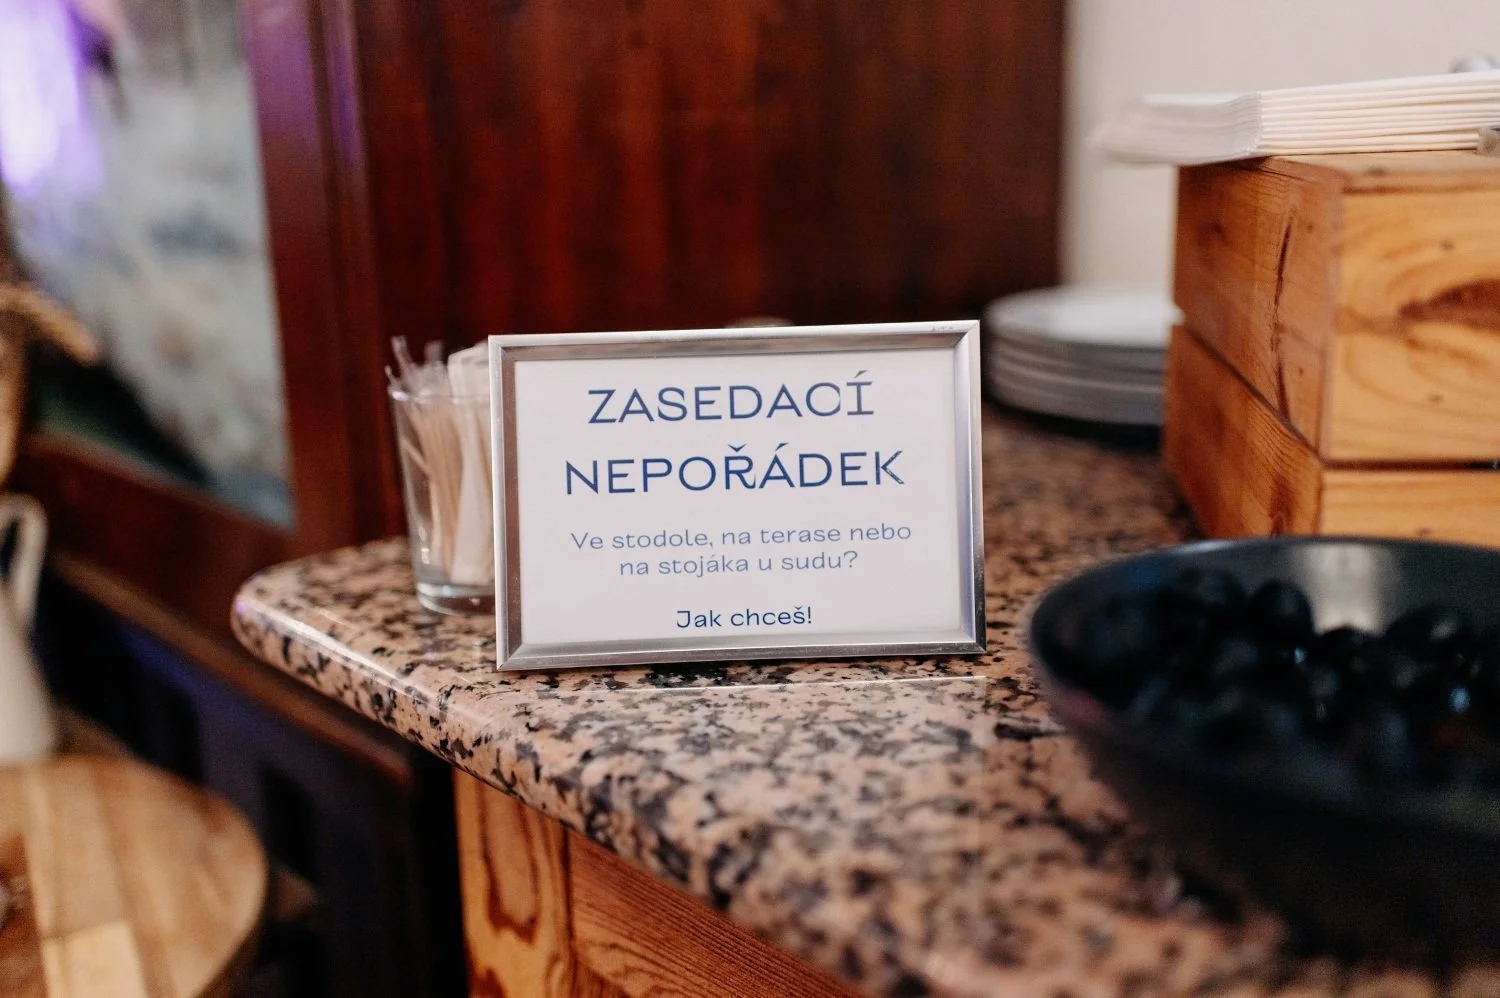 ZASEDACÍ
NEPOŘÁDEK
Ve stodole, na terase nebo
na stojáka u sudu?
Jak chceš!